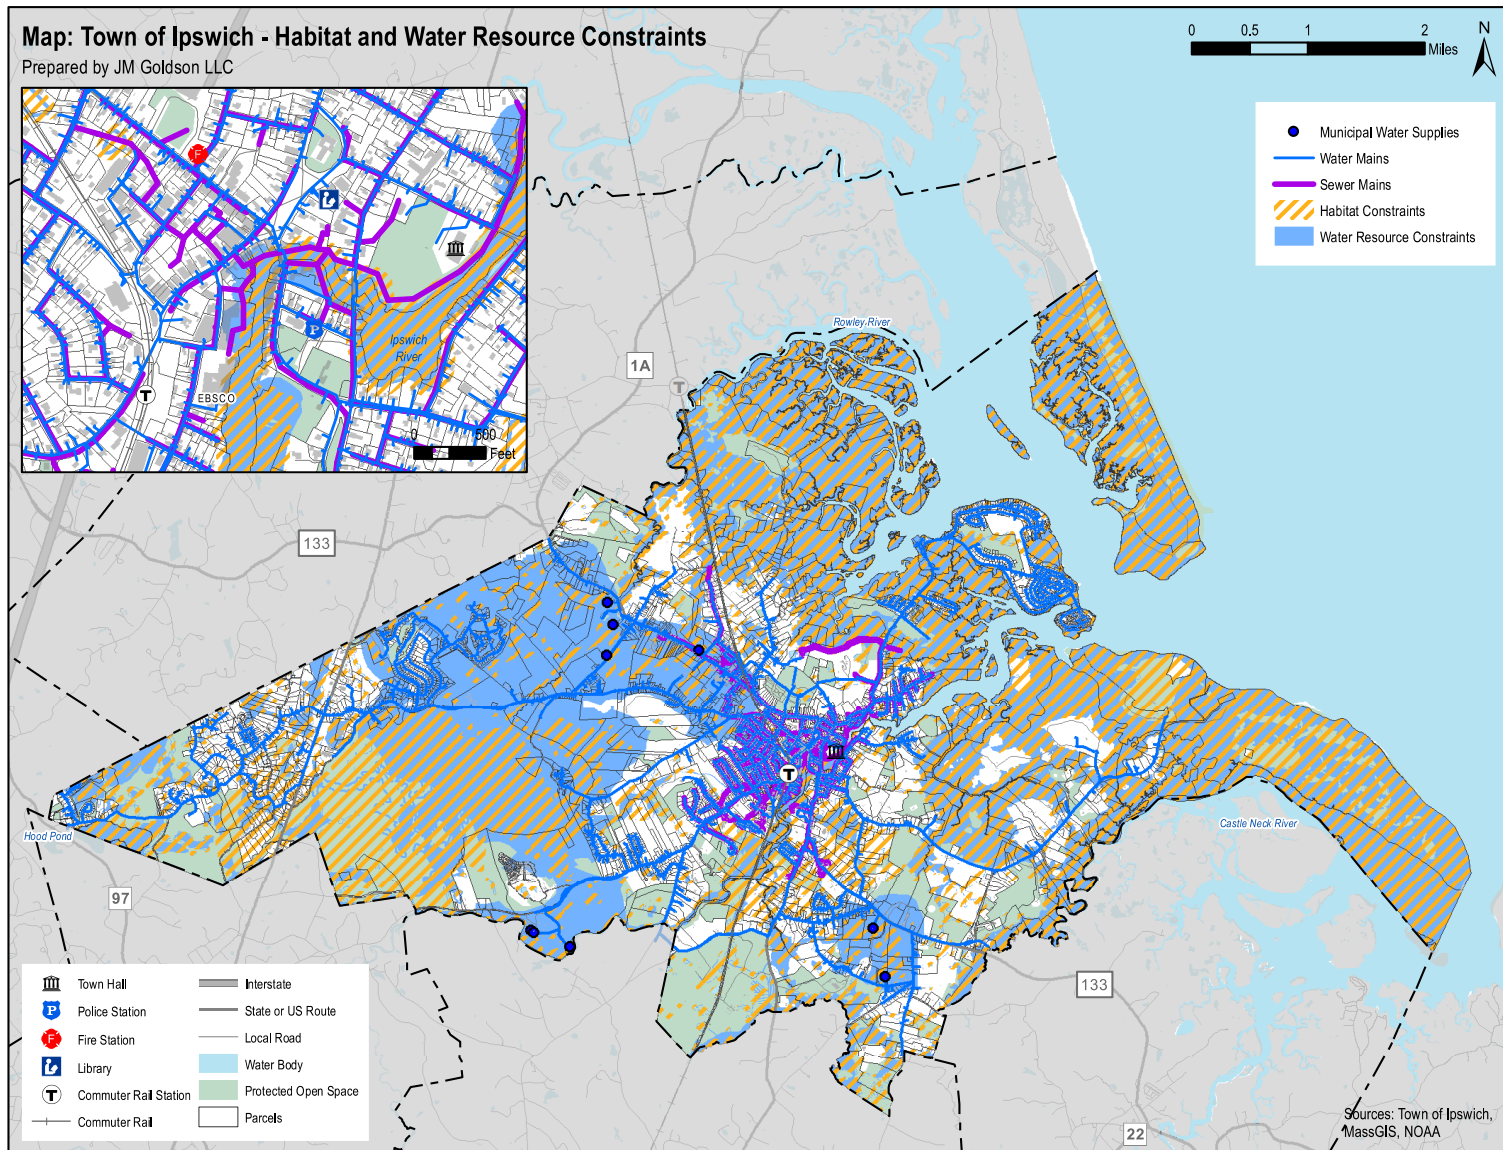 Map: Town of Ipswich - Habitat and Water Resource Constraints
Prepared by JM Goldson LLC
0 0.5 1 2
Miles
N
Municipal Water Supplies
Water Mains
Sewer Mains
Habitat Constraints
Water Resource Constraints
F
P
Ipswich
River
T
EBSCO
0 500
Feet
Rowley River
1A
T
133
T
Hood Pond
Castle Neck River
97
133
22
Town Hall
P Police Station
F Fire Station
Library
T Commuter Rail Station
Commuter Rail
Interstate
State or US Route
Local Road
Water Body
Protected Open Space
Parcels
Sources: Town of Ipswich,
MassGIS, NOAA